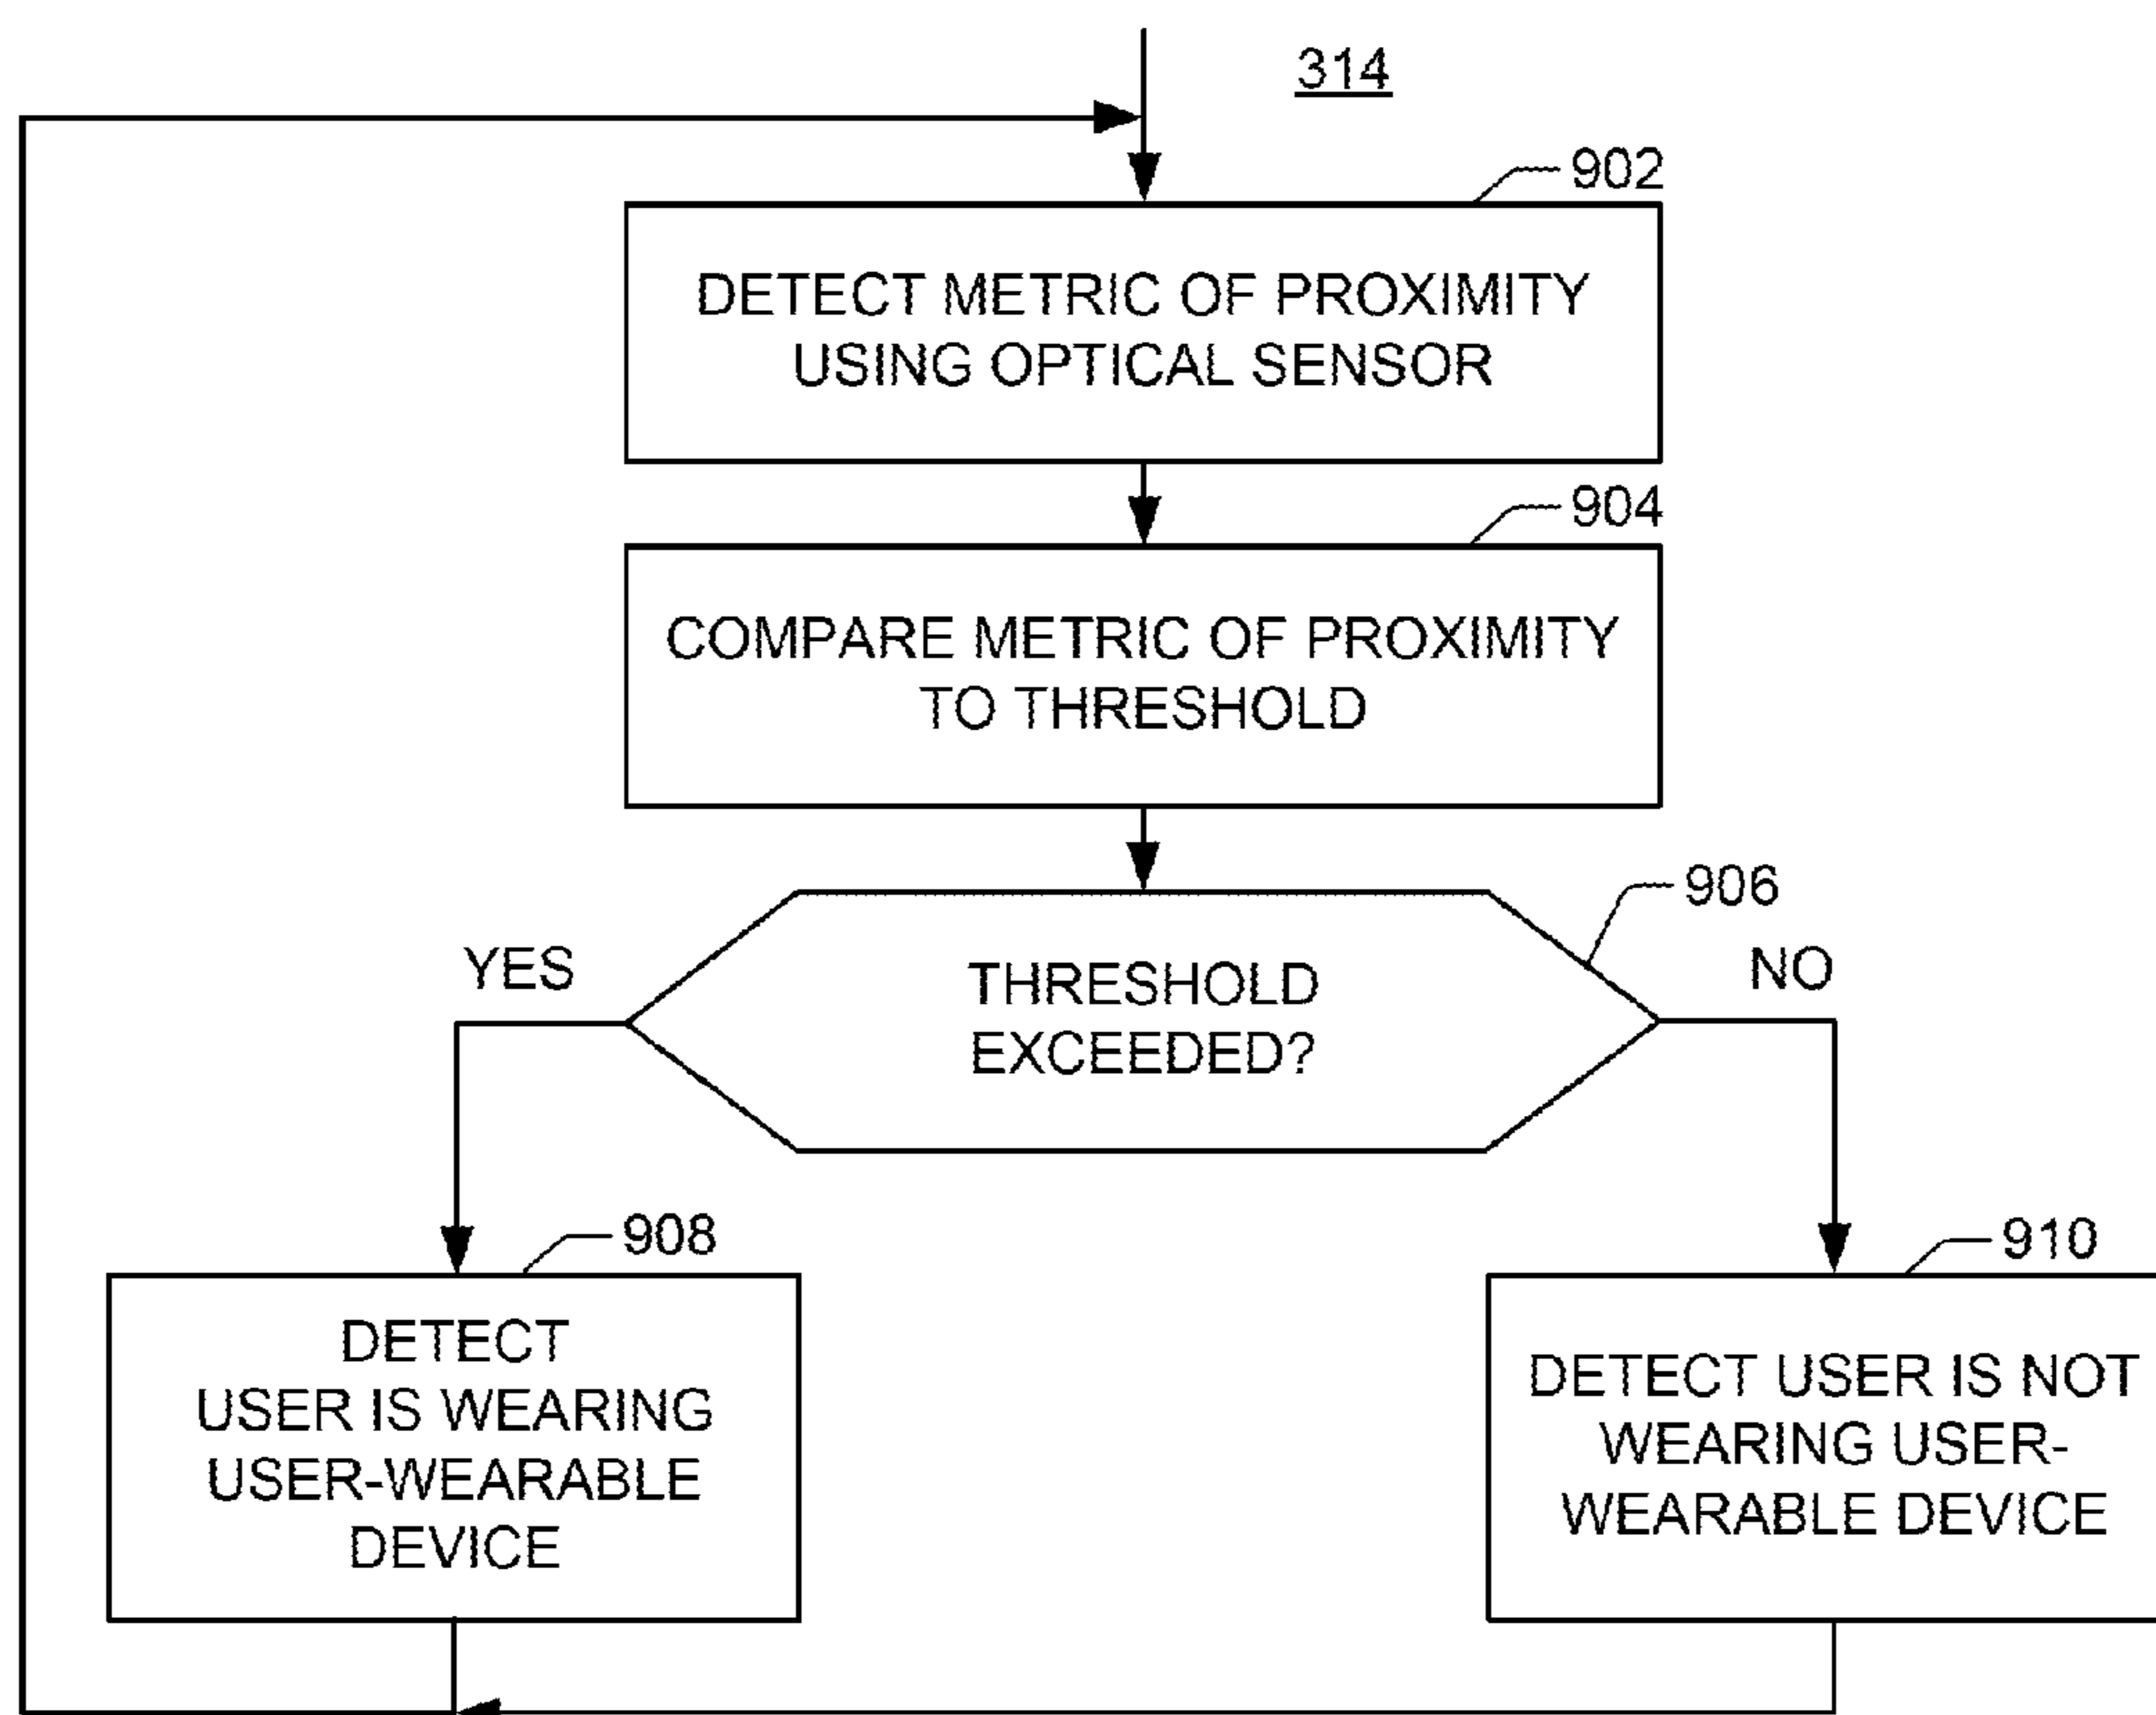 314
902
DETECT METRIC OF PROXIMITY
USING OPTICAL SENSOR
904
COMPARE METRIC OF PROXIMITY
TO THRESHOLD
906
YES
NO
THRESHOLD
EXCEEDED?
908
DETECT
USER IS WEARING
USER-WEARABLE
DEVICE
910
DETECT USER IS NOT
WEARING USER-
WEARABLE DEVICE